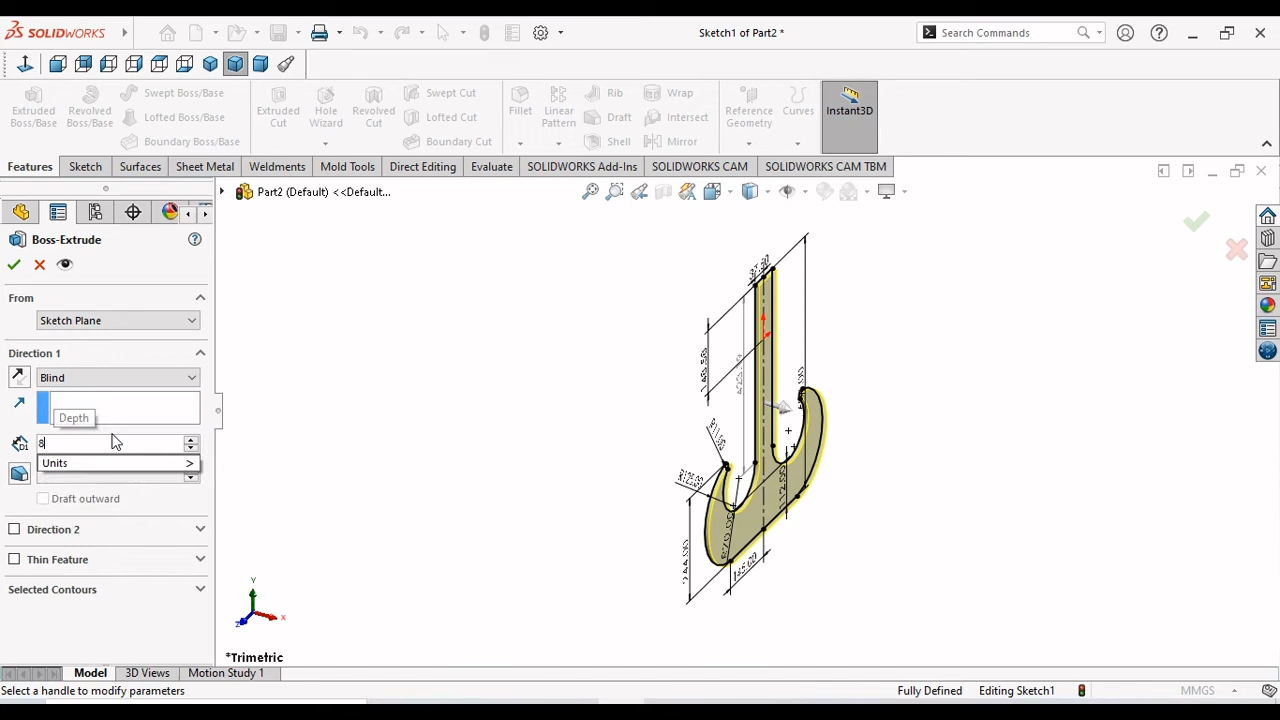 SOLIDWORKS
Sketch1 of Part2 *
Search Commands
Extruded Boss/Base
Revolved Boss/Base
Swept Boss/Base
Lofted Boss/Base
Boundary Boss/Base
Extruded Cut
Hole Wizard
Revolved Cut
Swept Cut
Lofted Cut
Boundary Cut
Fillet
Linear Pattern
Rib
Draft
Shell
Wrap
Intersect
Mirror
Reference Geometry
Curves
Instant3D
Features
Sketch
Surfaces
Sheet Metal
Weldments
Mold Tools
Direct Editing
Evaluate
SOLIDWORKS Add-Ins
SOLIDWORKS CAM
SOLIDWORKS CAM TBM
Part2 (Default) <<Default...
Boss-Extrude
From
Sketch Plane
Direction 1
Blind
Depth
8
Units >
Draft outward
Direction 2
Thin Feature
Selected Contours
Y
X
Z
*Trimetric
Model
3D Views
Motion Study 1
Select a handle to modify parameters
Fully Defined
Editing Sketch1
MMGS